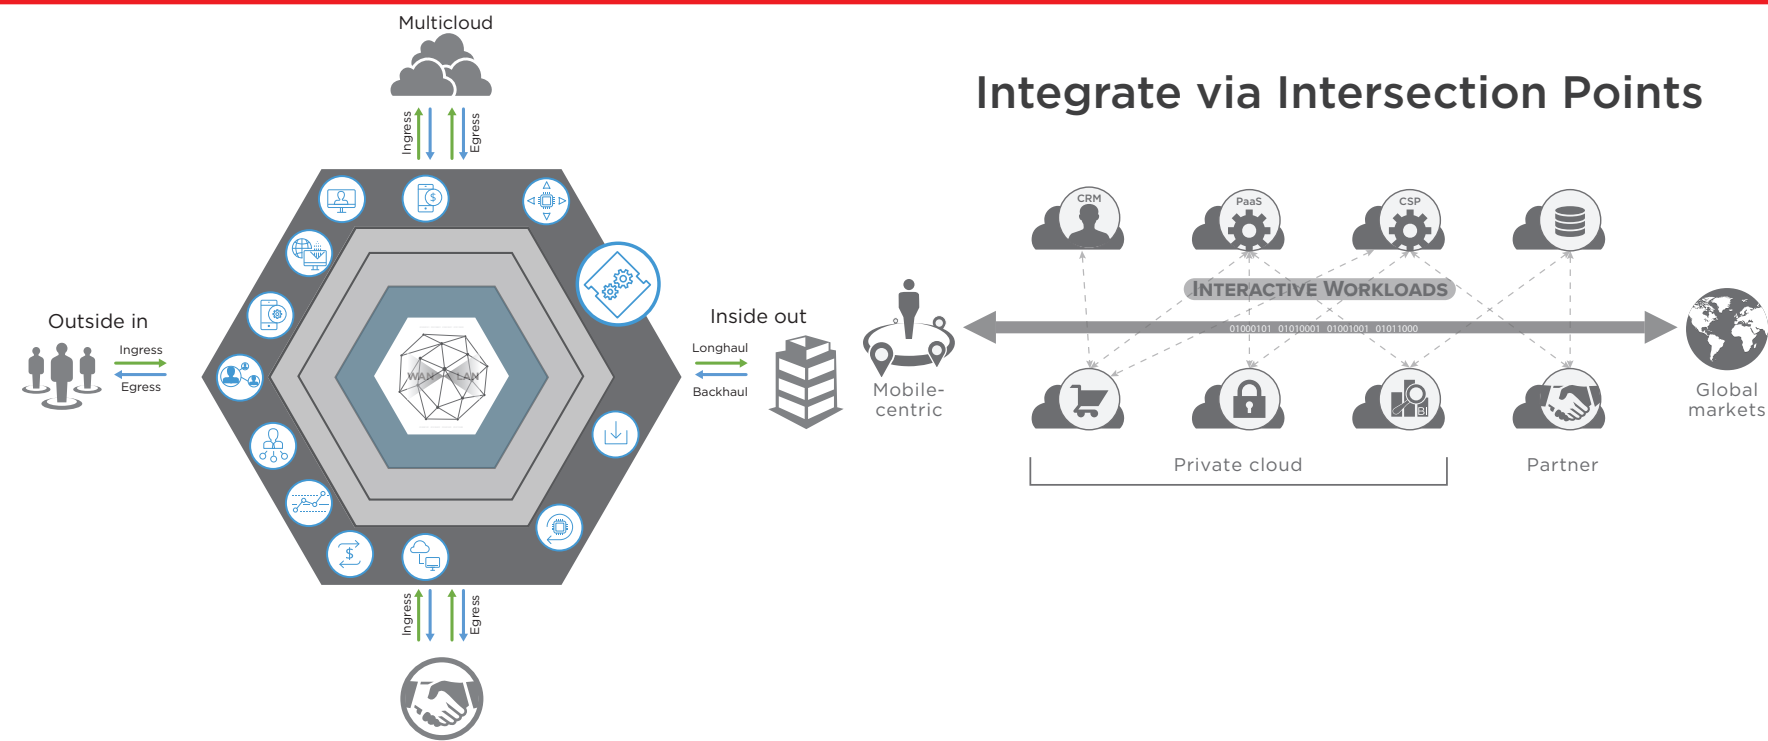 Multicloud
Integrate via Intersection Points
Ingress
Egress
$
CRM
PaaS
CSP
INTERACTIVE WORKLOADS
Outside in
Ingress
Egress
Inside out
Longhaul
Backhaul
01000101 01010001 01001001 01011000
WAN LAN
Mobile-
centric
BI
Global
markets
Private cloud
Partner
$
Ingress
Egress